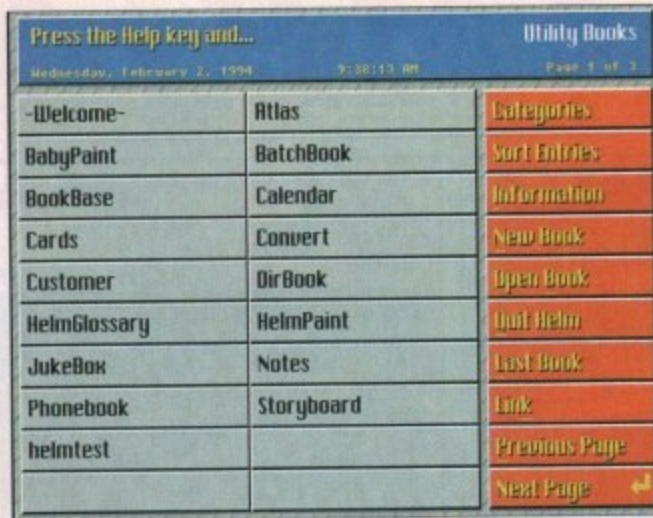 Press the Help key and...
Utility Books
Wednesday, February 2, 1994
9:38:13 AM
Page 1 of 3
-Welcome-
Atlas
Categories
BabyPaint
BatchBook
Sort Entries
BookBase
Calendar
Information
Cards
Convert
New Book
Customer
DirBook
Open Book
HelmGlossary
HelmPaint
Quit Helm
JukeBox
Notes
Last Book
Phonebook
Storyboard
Link
helmtest
Previous Page
Next Page